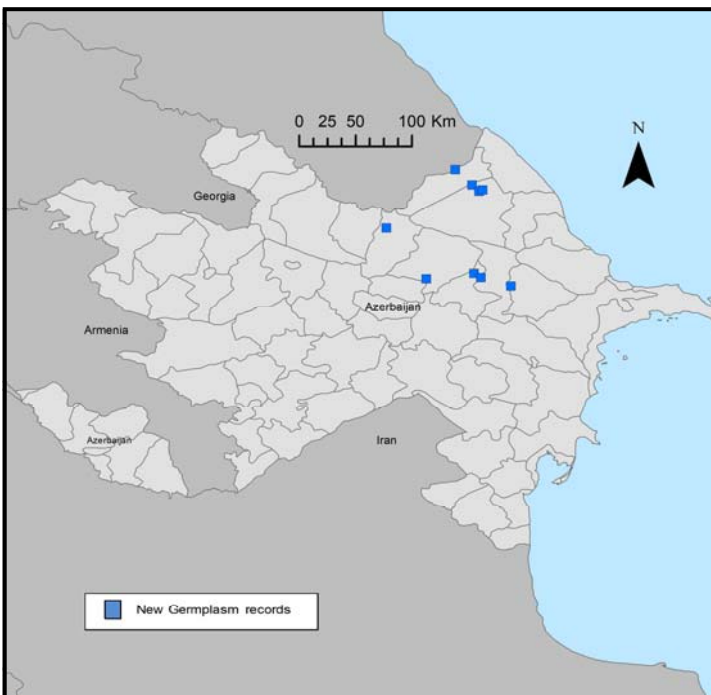 0 25 50 100 Km
N
Georgia
Azerbaijan
Armenia
Azerbaijan
Iran
New Germplasm records